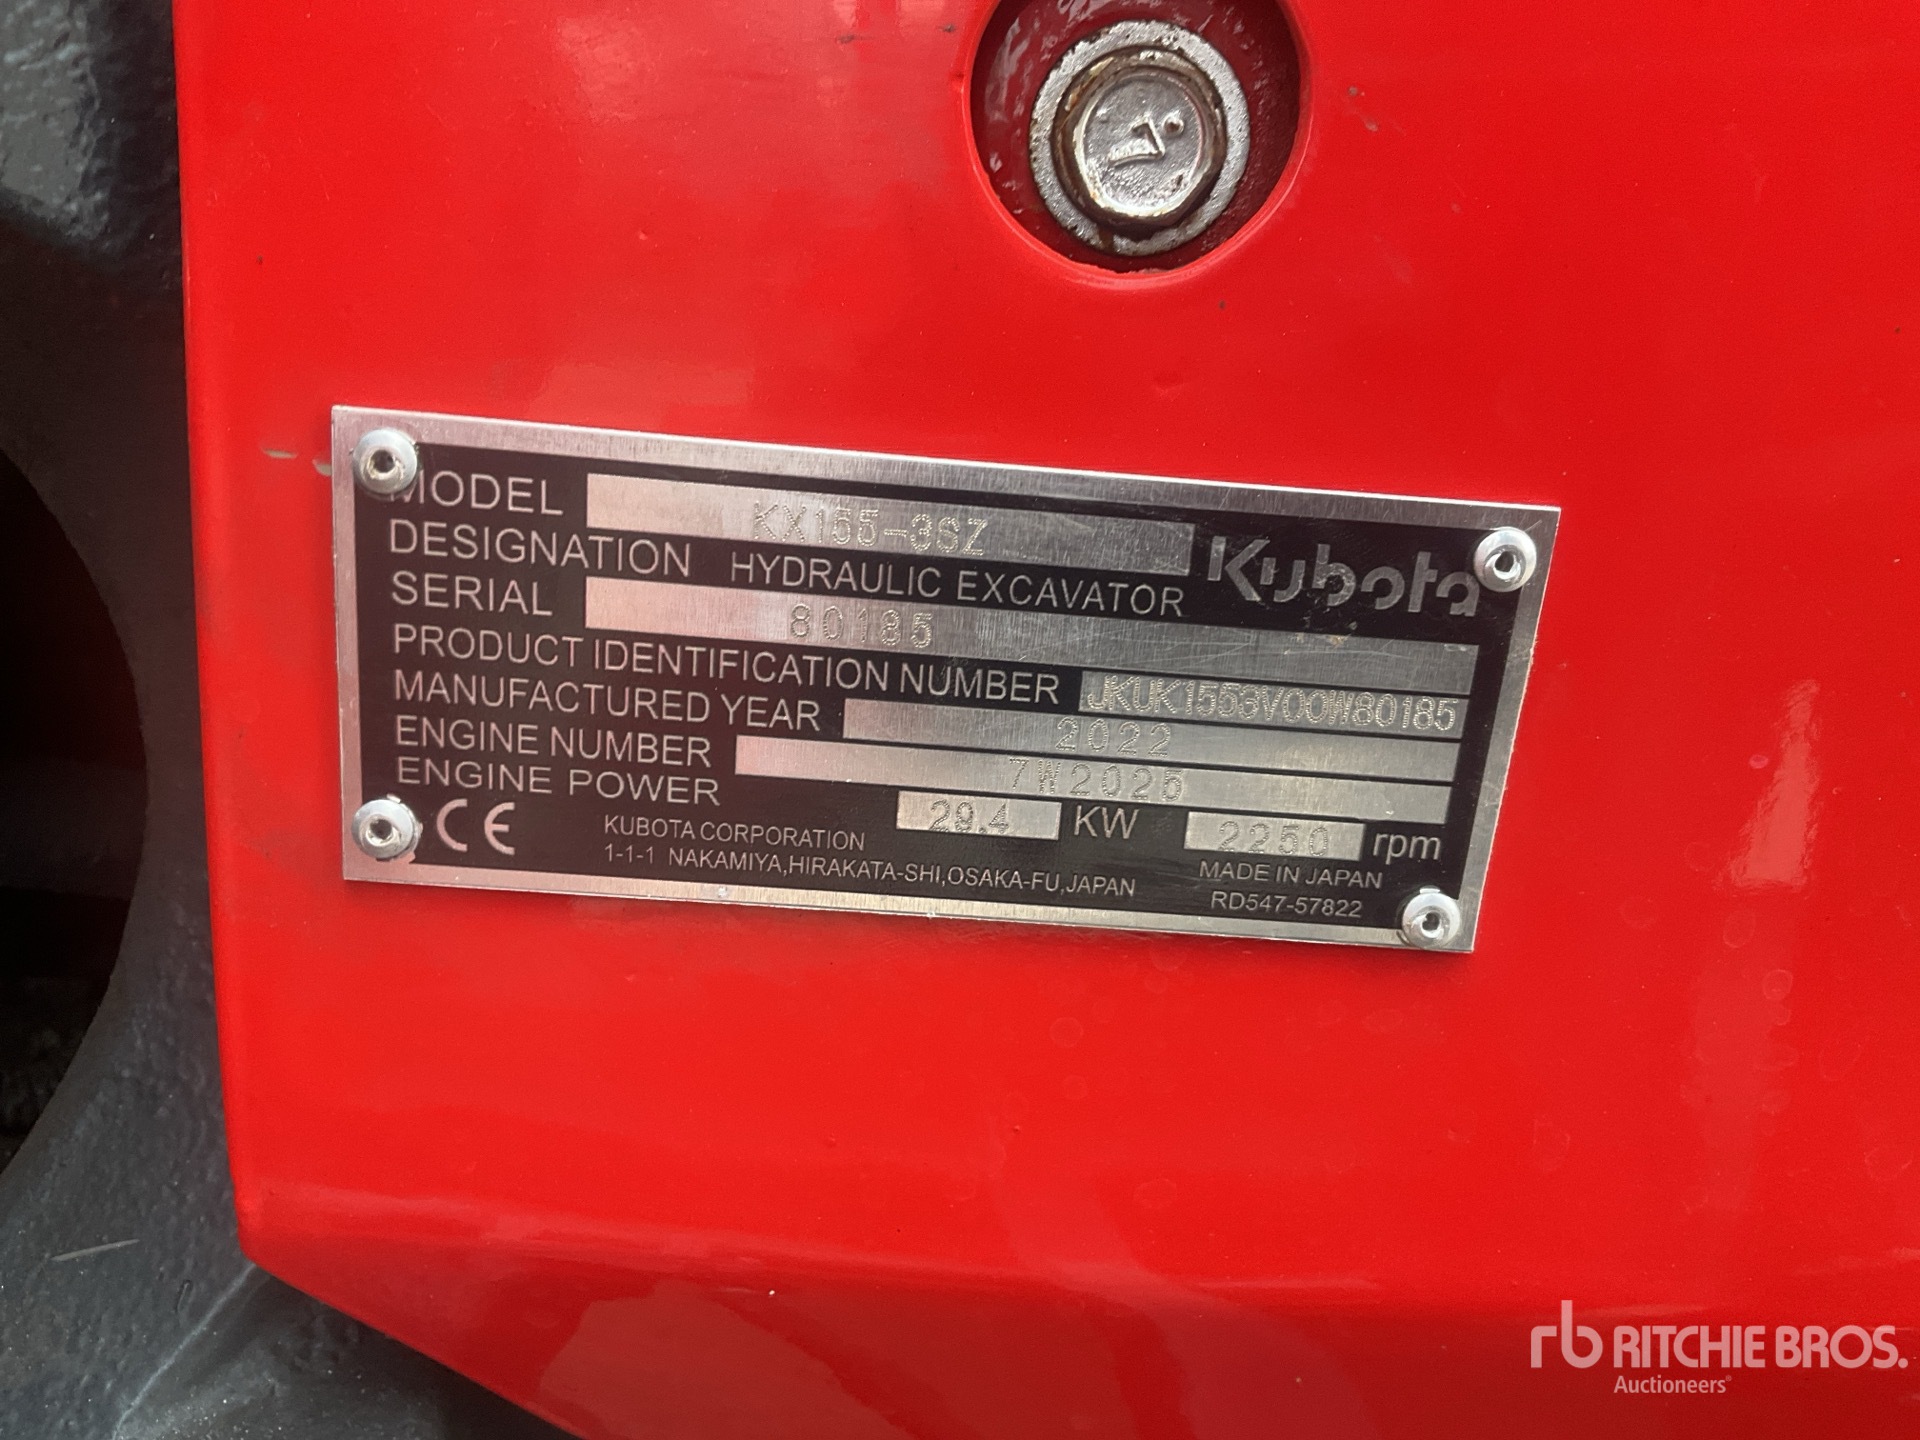 MODEL KX155-3SZ
DESIGNATION HYDRAULIC EXCAVATOR
Kubota
SERIAL 80185
PRODUCT IDENTIFICATION NUMBER JKUK1553V00W80185
MANUFACTURED YEAR 2022
ENGINE NUMBER 7W2025
ENGINE POWER 29.4 KW 2250 rpm
CE
KUBOTA CORPORATION
1-1-1 NAKAMIYA,HIRAKATA-SHI,OSAKA-FU,JAPAN
MADE IN JAPAN
RD547-57822
rb RITCHIE BROS.
Auctioneers®